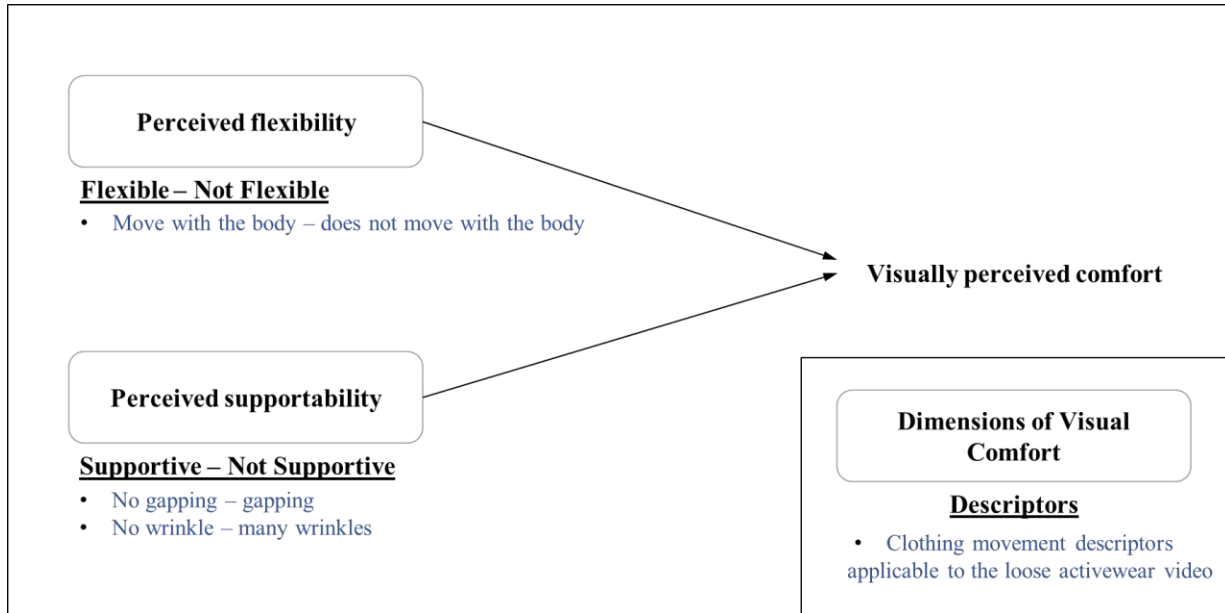 Perceived flexibility
Flexible – Not Flexible
• Move with the body – does not move with the body
Visually perceived comfort
Perceived supportability
Supportive – Not Supportive
• No gapping – gapping
• No wrinkle – many wrinkles
Dimensions of Visual
Comfort
Descriptors
• Clothing movement descriptors
applicable to the loose activewear video